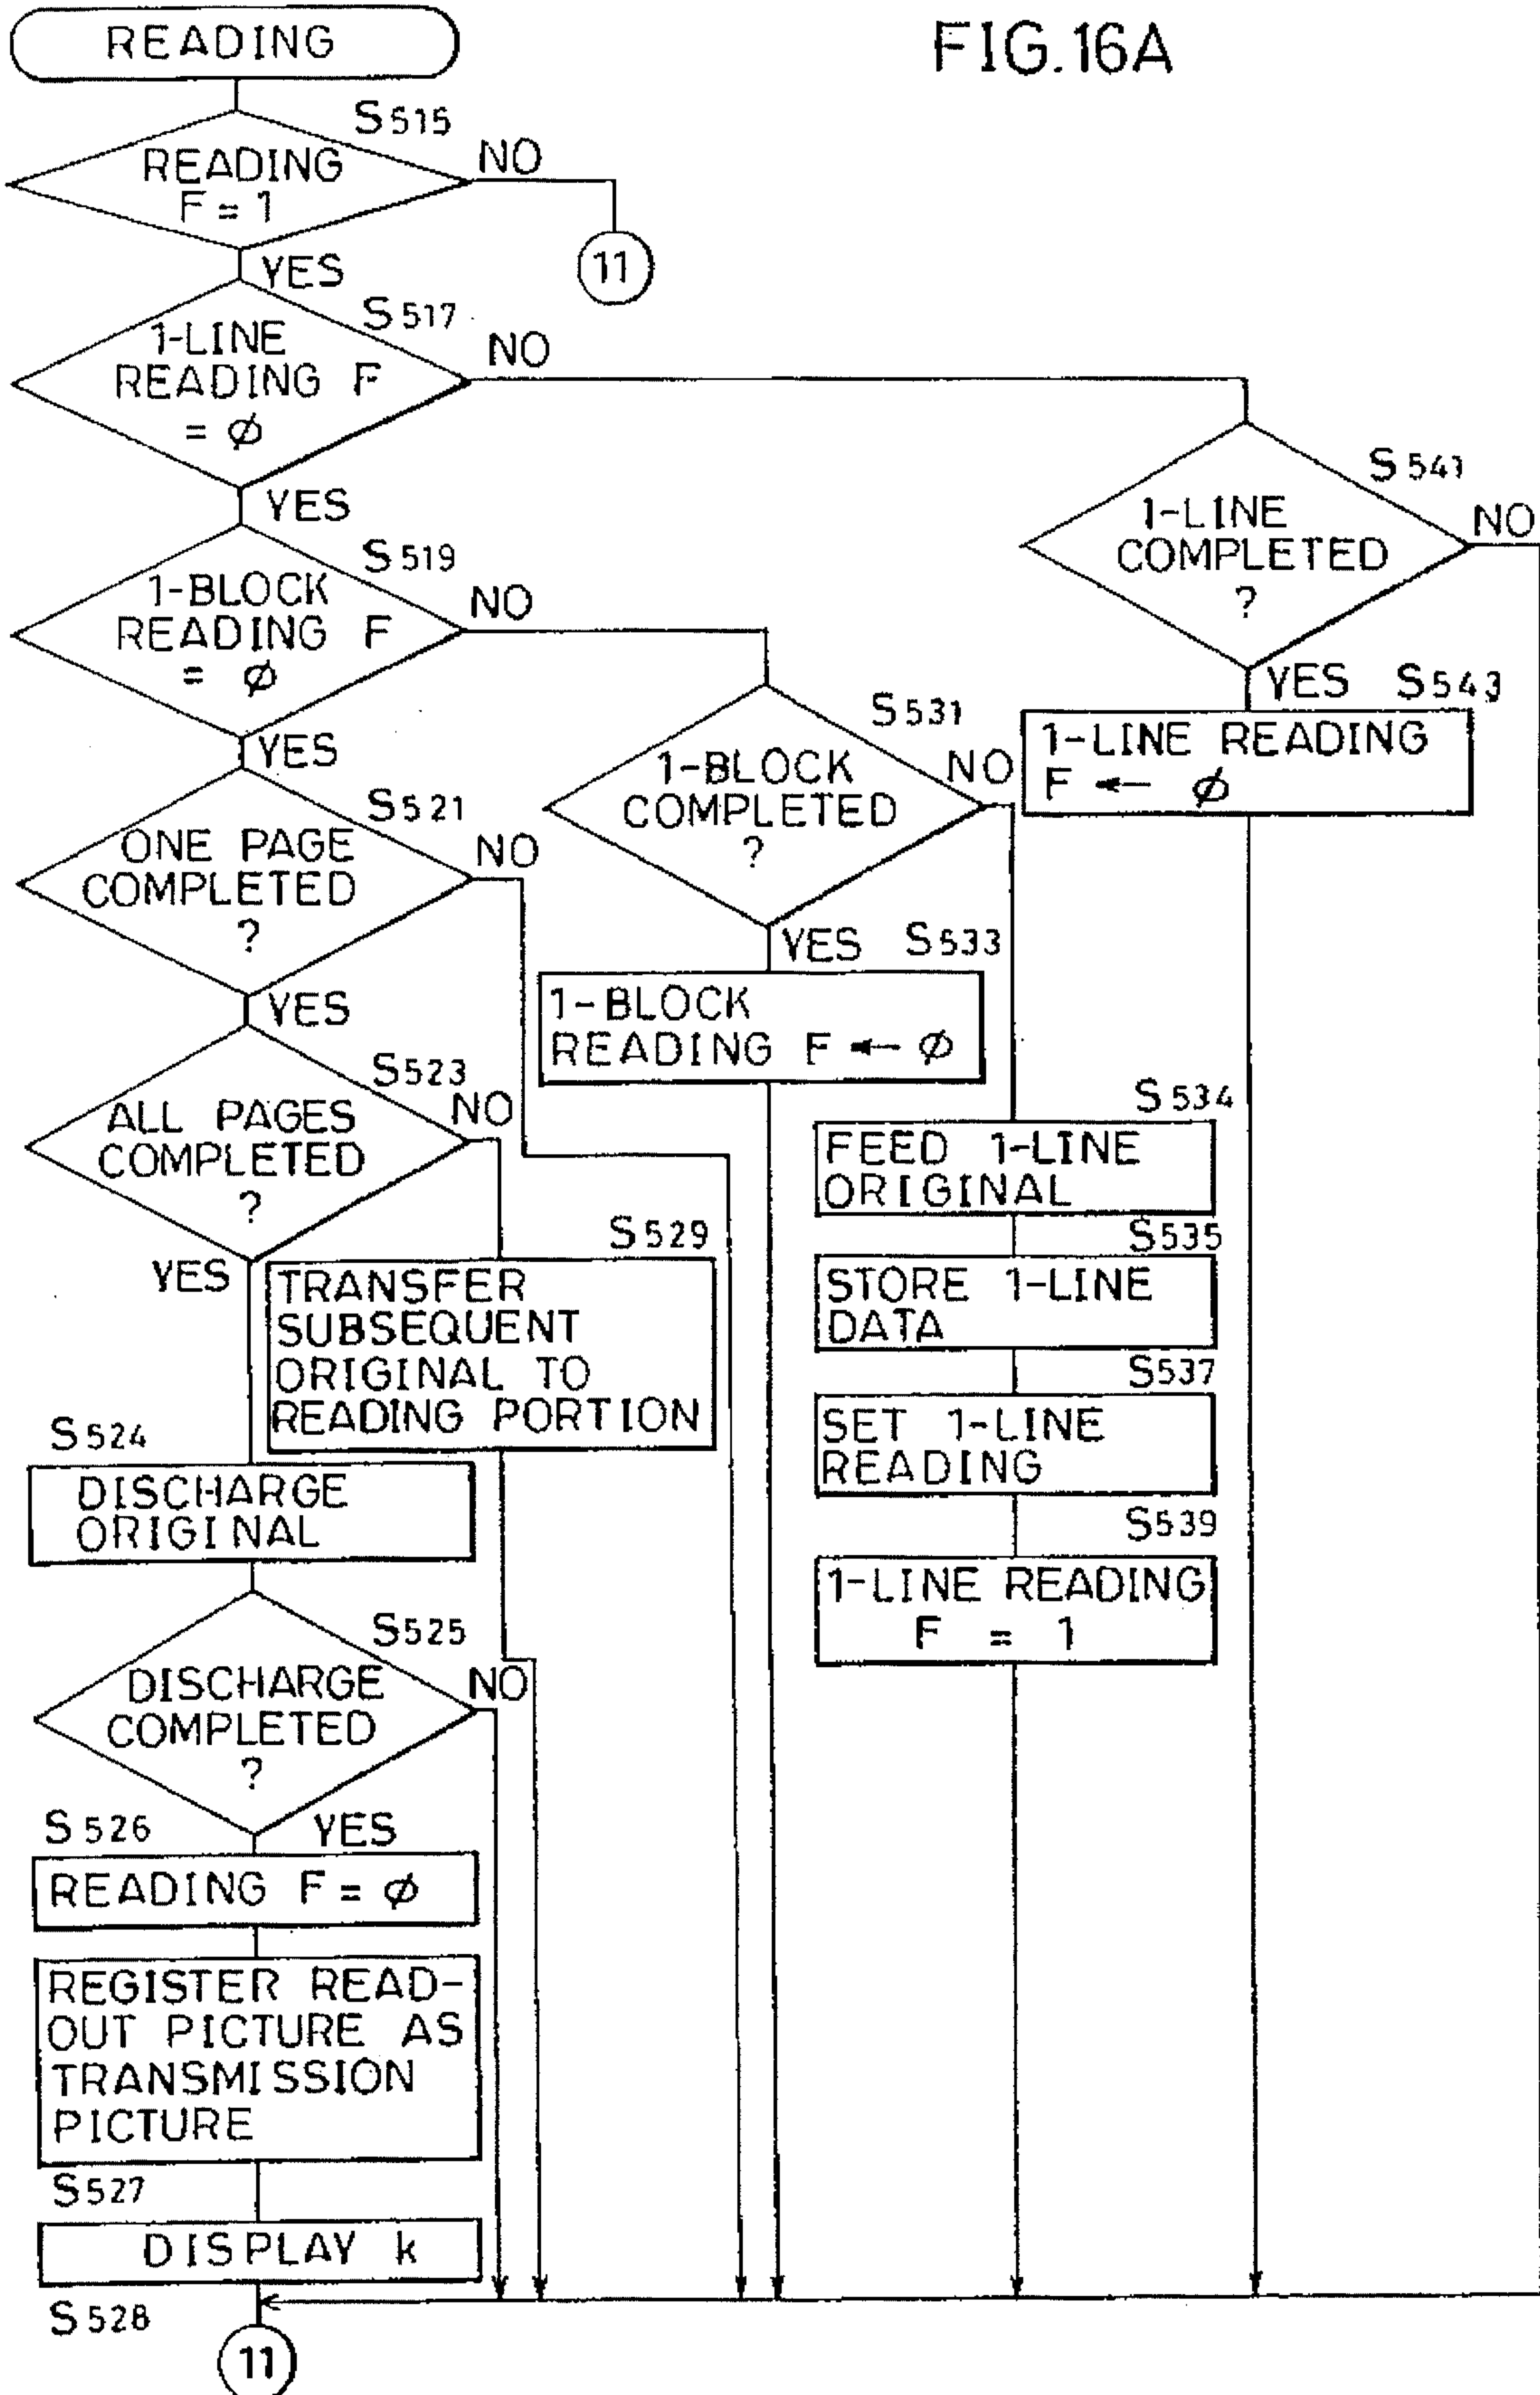 FIG.16A
READING
S515
READING
F = 1
NO
11
YES
S517
1-LINE
READING F
= ϕ
NO
YES
S519
1-BLOCK
READING F
= ϕ
NO
YES
S521
ONE PAGE
COMPLETED
?
NO
YES
S523
ALL PAGES
COMPLETED
?
NO
YES
S529
TRANSFER
SUBSEQUENT
ORIGINAL TO
READING PORTION
S524
DISCHARGE
ORIGINAL
S525
DISCHARGE
COMPLETED
?
NO
YES
S526
READING F = ϕ
REGISTER READ-
OUT PICTURE AS
TRANSMISSION
PICTURE
S527
DISPLAY k
S528
11
S531
1-BLOCK
COMPLETED
?
NO
YES
S533
1-BLOCK
READING F ← ϕ
S534
FEED 1-LINE
ORIGINAL
S535
STORE 1-LINE
DATA
S537
SET 1-LINE
READING
S539
1-LINE READING
F = 1
S541
1-LINE
COMPLETED
?
NO
YES
S543
1-LINE READING
F ← ϕ